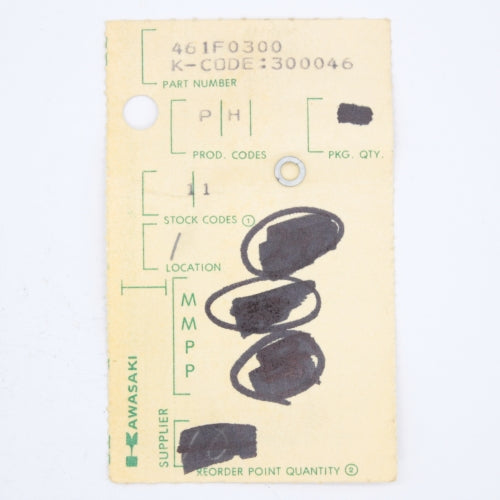 461F0300
K-CODE:300046
PART NUMBER
P H
PROD. CODES
PKG. QTY.
11
STOCK CODES ①
/
LOCATION
M
M
P
P
KAWASAKI
SUPPLIER
REORDER POINT QUANTITY ②